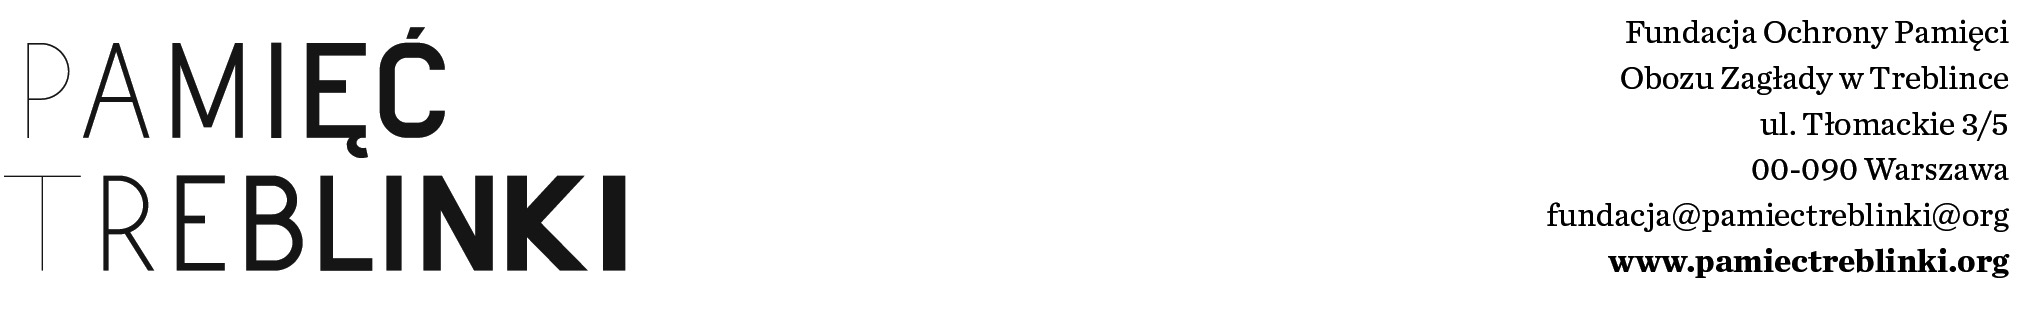 PAMIĘĆ
TREBLINKI
Fundacja Ochrony Pamięci
Obozu Zagłady w Treblince
ul. Tłomackie 3/5
00-090 Warszawa
fundacja@pamiectreblinki@org
www.pamiectreblinki.org